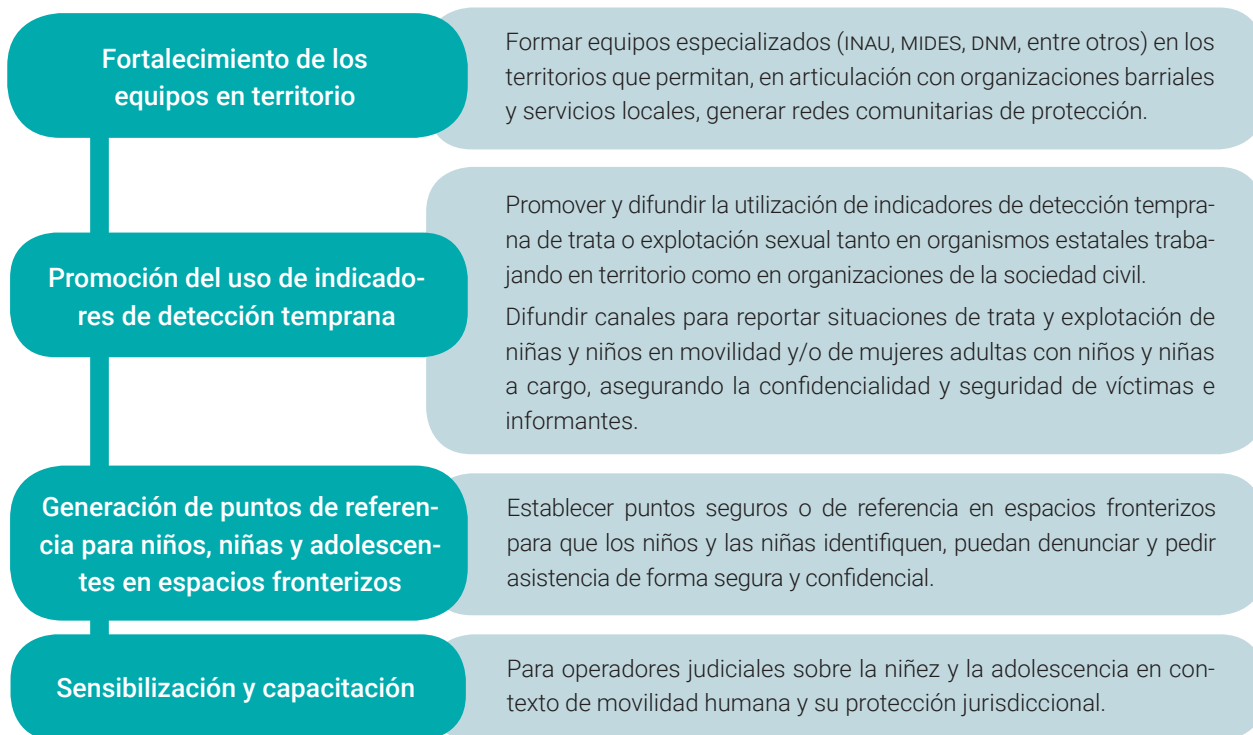 Fortalecimiento de los
equipos en territorio
Formar equipos especializados (INAU, MIDES, DNM, entre otros) en los
territorios que permitan, en articulación con organizaciones barriales
y servicios locales, generar redes comunitarias de protección.
Promoción del uso de indicado-
res de detección temprana
Promover y difundir la utilización de indicadores de detección tempra-
na de trata o explotación sexual tanto en organismos estatales traba-
jando en territorio como en organizaciones de la sociedad civil.
Difundir canales para reportar situaciones de trata y explotación de
niñas y niños en movilidad y/o de mujeres adultas con niños y niñas
a cargo, asegurando la confidencialidad y seguridad de víctimas e
informantes.
Generación de puntos de referen-
cia para niños, niñas y adolescen-
tes en espacios fronterizos
Establecer puntos seguros o de referencia en espacios fronterizos
para que los niños y las niñas identifiquen, puedan denunciar y pedir
asistencia de forma segura y confidencial.
Sensibilización y capacitación
Para operadores judiciales sobre la niñez y la adolescencia en con-
texto de movilidad humana y su protección jurisdiccional.